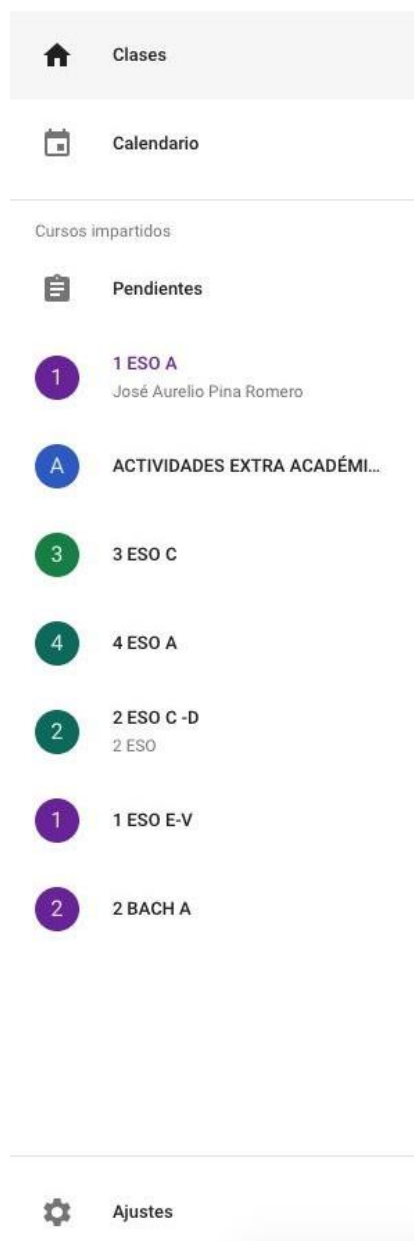 Clases
Calendario
Cursos impartidos
Pendientes
1
1 ESO A
José Aurelio Pina Romero
A
ACTIVIDADES EXTRA ACADÉMI...
3
3 ESO C
4
4 ESO A
2
2 ESO C -D
2 ESO
1
1 ESO E-V
2
2 BACH A
Ajustes